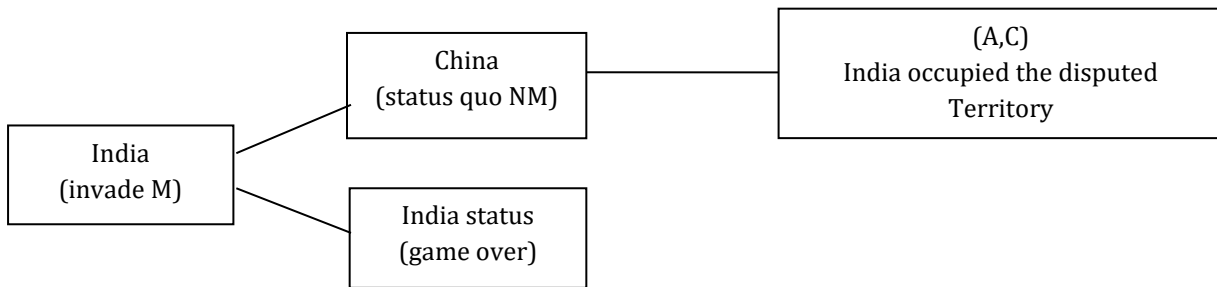 China
(status quo NM)
(A,C)
India occupied the disputed
Territory
India
(invade M)
India status
(game over)